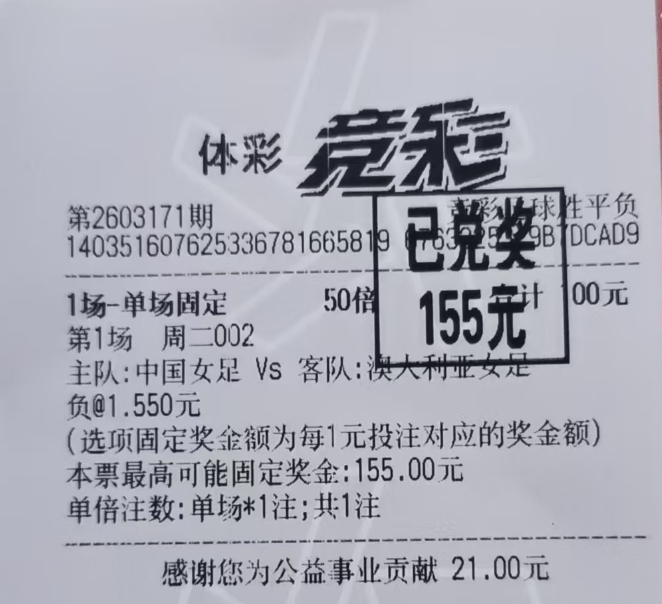 体彩 竞彩
第2603171期 竞彩 球胜平负
140351607625336781665819 9B7DCAD9
已兑奖
155元
1场-单场固定 50倍 计 00元
第1场 周二002
主队:中国女足 Vs 客队:澳大利亚女足
负@1.550元
(选项固定奖金额为每1元投注对应的奖金额)
本票最高可能固定奖金:155.00元
单倍注数:单场*1注;共1注
感谢您为公益事业贡献 21.00元